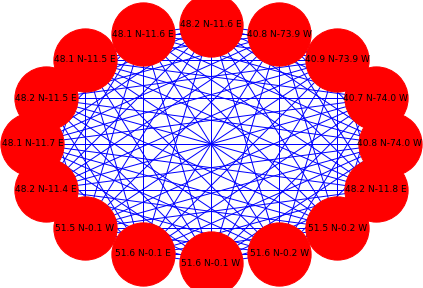 48.2 N-11.6 E
48.1 N-11.6 E
40.8 N-73.9 W
48.1 N-11.5 E
40.9 N-73.9 W
48.2 N-11.5 E
40.7 N-74.0 W
48.1 N-11.7 E
40.8 N-74.0 W
48.2 N-11.4 E
48.2 N-11.8 E
51.5 N-0.1 W
51.5 N-0.2 W
51.6 N-0.1 E
51.6 N-0.2 W
51.6 N-0.1 W